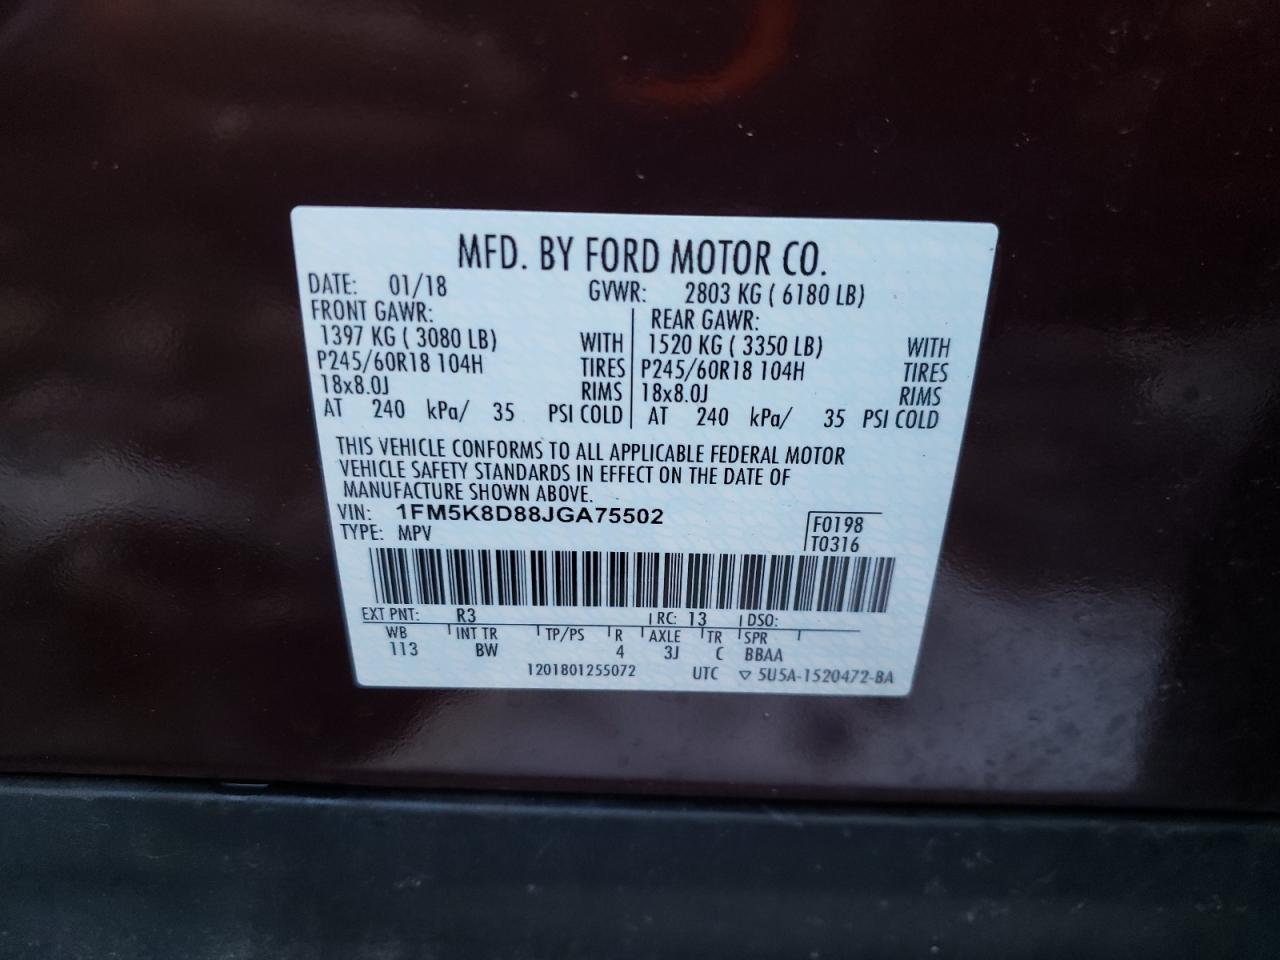 MFD. BY FORD MOTOR CO.
DATE: 01/18 GVWR: 2803 KG ( 6180 LB)
FRONT GAWR: REAR GAWR:
1397 KG ( 3080 LB) WITH 1520 KG ( 3350 LB) WITH
P245/60R18 104H TIRES P245/60R18 104H TIRES
18x8.0J RIMS 18x8.0J RIMS
AT 240 kPa/ 35 PSI COLD AT 240 kPa/ 35 PSI COLD
THIS VEHICLE CONFORMS TO ALL APPLICABLE FEDERAL MOTOR
VEHICLE SAFETY STANDARDS IN EFFECT ON THE DATE OF
MANUFACTURE SHOWN ABOVE.
VIN: 1FM5K8D88JGA75502 F0198
TYPE: MPV T0316
EXT PNT: R3 RC: 13 DSO:
WB INT TR TP/PS R AXLE TR SPR
113 BW 4 3J C BBAA
1201801255072 UTC ▽ 5U5A-1520472-BA